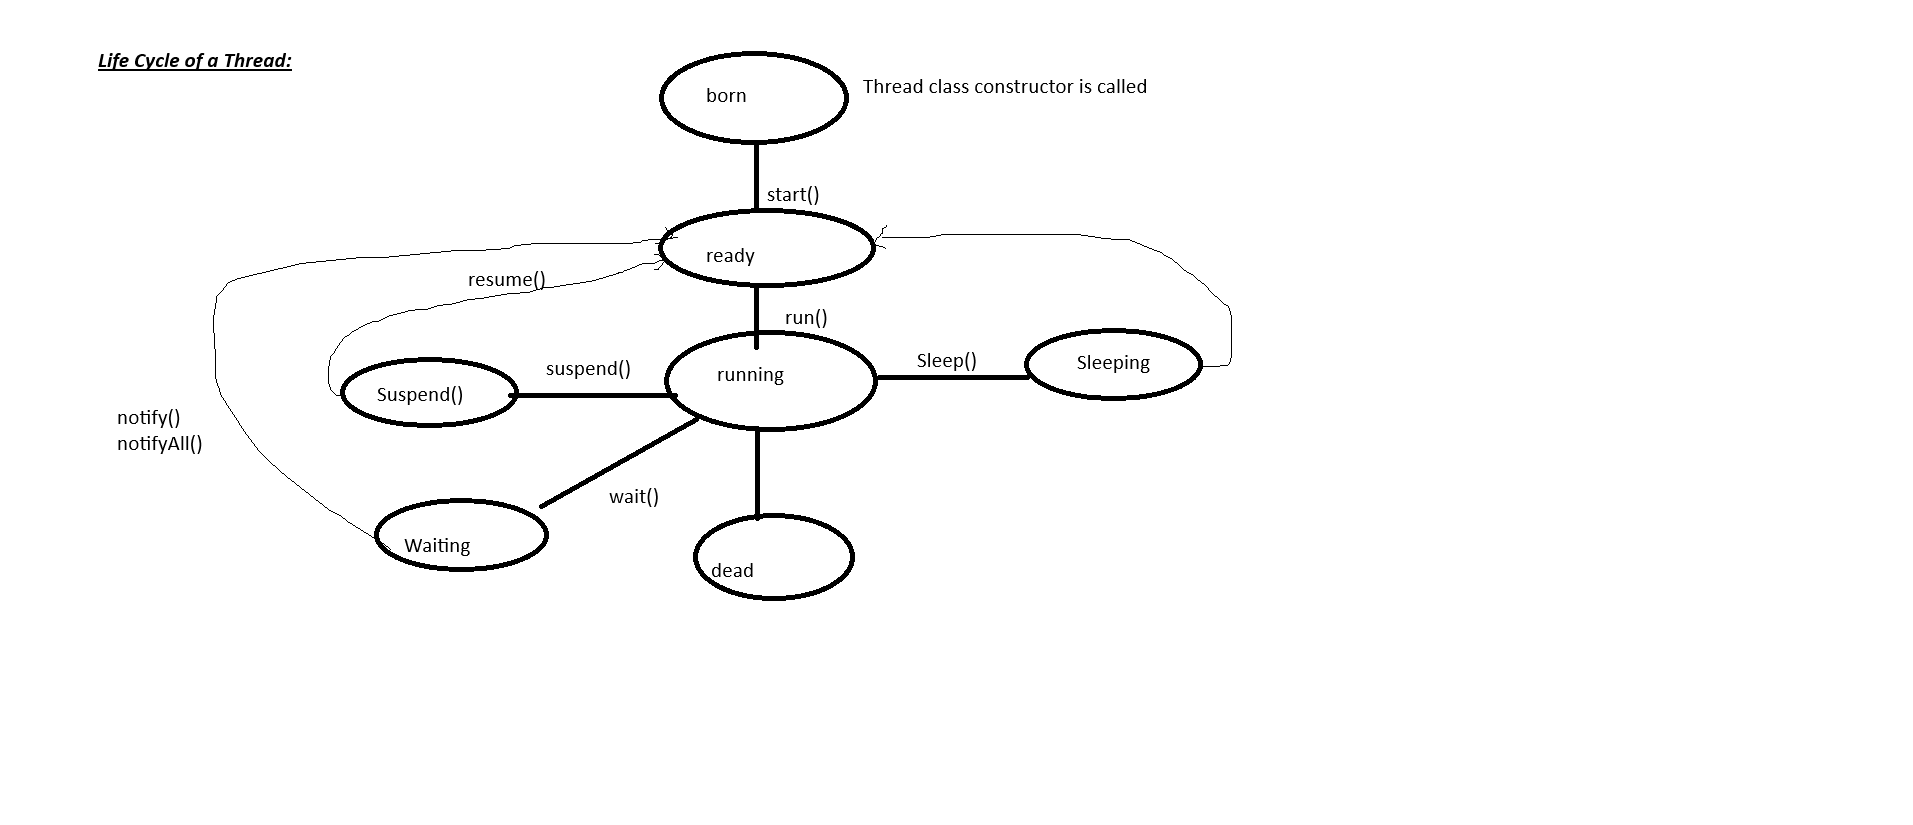 Life Cycle of a Thread:
born
Thread class constructor is called
start()
ready
resume()
run()
suspend()
Sleep()
Sleeping
running
Suspend()
notify()
notifyAll()
wait()
Waiting
dead